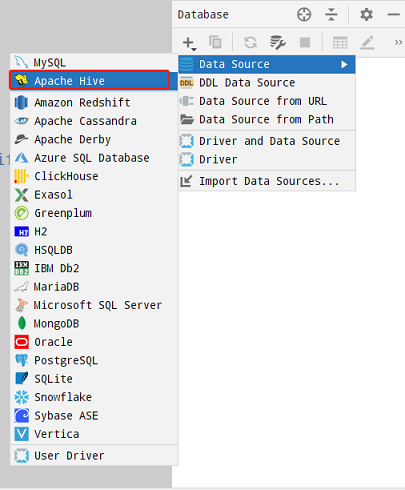 Database
MySQL
Apache Hive
Amazon Redshift
Apache Cassandra
Apache Derby
Azure SQL Database
ClickHouse
Exasol
Greenplum
H2
HSQLDB
IBM Db2
MariaDB
Microsoft SQL Server
MongoDB
Oracle
PostgreSQL
SQLite
Snowflake
Sybase ASE
Vertica
User Driver
Data Source
DDL Data Source
Data Source from URL
Data Source from Path
Driver and Data Source
Driver
Import Data Sources...